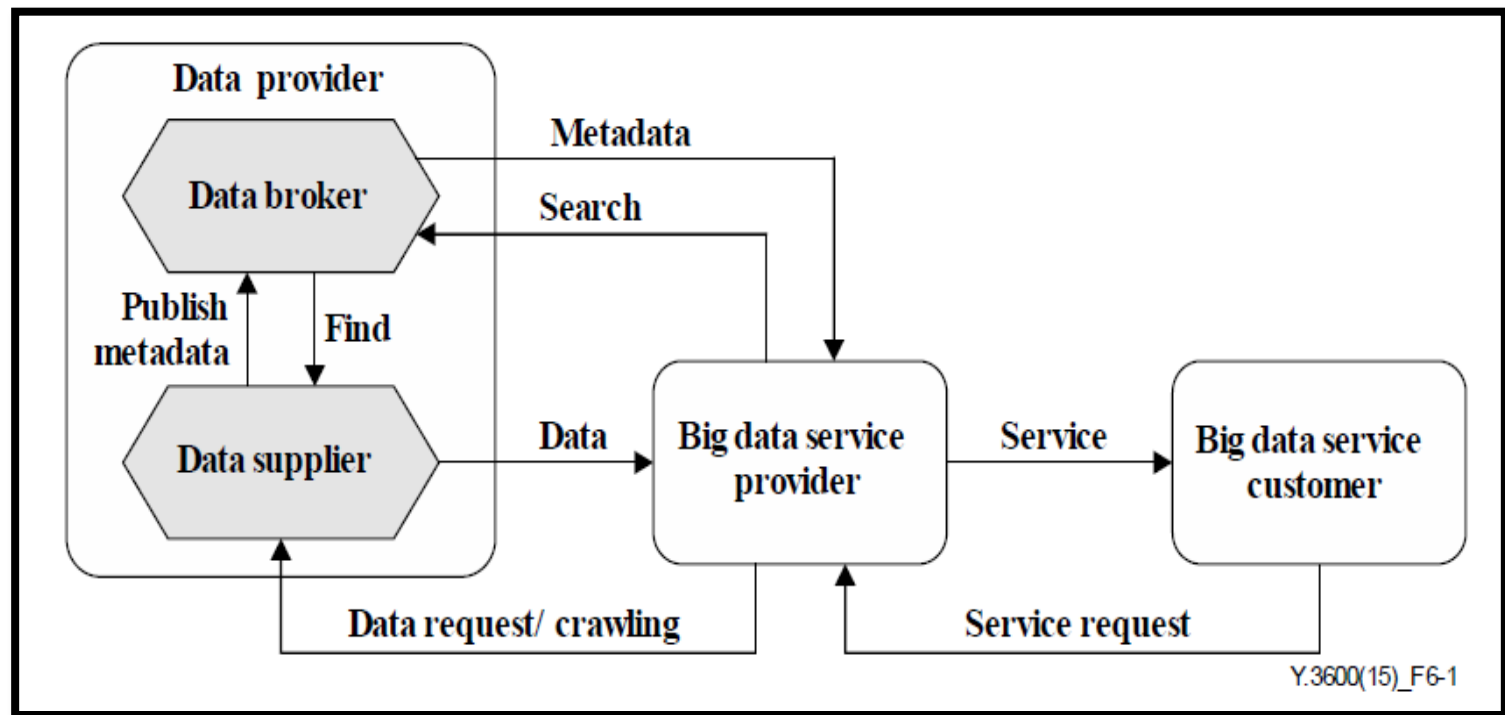 Data provider
Metadata
Data broker
Search
Publish
metadata
Find
Data supplier
Data
Big data service
provider
Service
Big data service
customer
Data request/ crawling
Service request
Y.3600(15)_F6-1